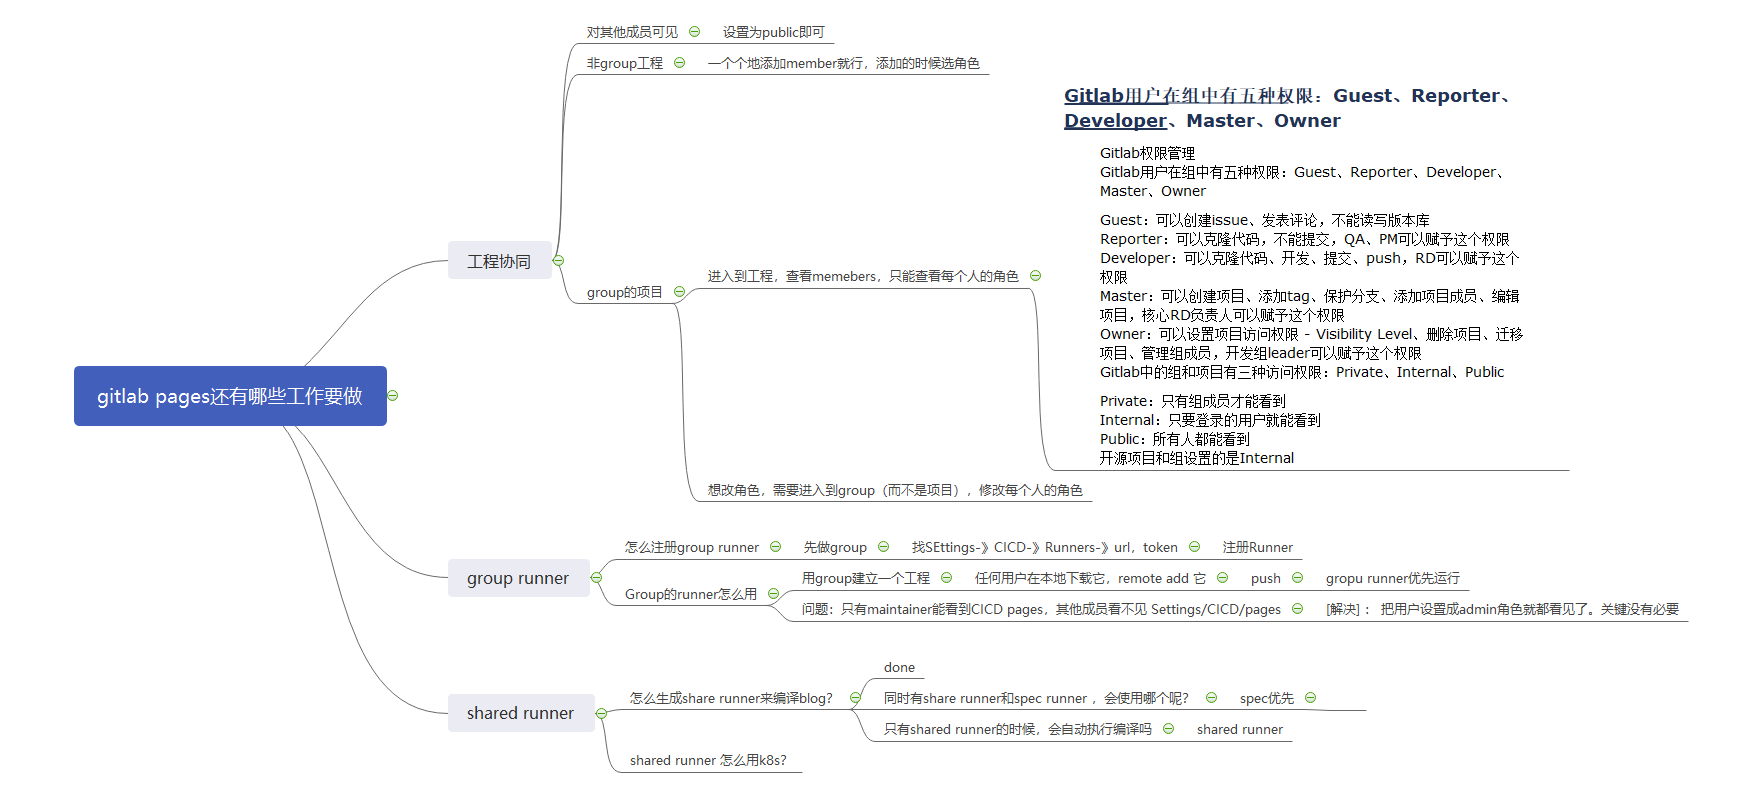 gitlab pages还有哪些工作要做
工程协同
对其他成员可见
设置为public即可
非group工程
一个个地添加member就行，添加的时候选角色
group的项目
进入到工程，查看memebers，只能查看每个人的角色
Gitlab用户在组中有五种权限：Guest、Reporter、
Developer、Master、Owner
Gitlab权限管理
Gitlab用户在组中有五种权限：Guest、Reporter、Developer、
Master、Owner
Guest：可以创建issue、发表评论，不能读写版本库
Reporter：可以克隆代码，不能提交，QA、PM可以赋予这个权限
Developer：可以克隆代码、开发、提交、push，RD可以赋予这个
权限
Master：可以创建项目、添加tag、保护分支、添加项目成员、编辑
项目，核心RD负责人可以赋予这个权限
Owner：可以设置项目访问权限 - Visibility Level、删除项目、迁移
项目、管理组成员，开发组leader可以赋予这个权限
Gitlab中的组和项目有三种访问权限：Private、Internal、Public
Private：只有组成员才能看到
Internal：只要登录的用户就能看到
Public：所有人都能看到
开源项目和组设置的是Internal
想改角色，需要进入到group（而不是项目），修改每个人的角色
group runner
怎么注册group runner
先做group
找SEttings-》CICD-》Runners-》url，token
注册Runner
Group的runner怎么用
用group建立一个工程
任何用户在本地下载它，remote add 它
push
gropu runner优先运行
问题：只有maintainer能看到CICD pages，其他成员看不见 Settings/CICD/pages
[解决] ： 把用户设置成admin角色就都看见了。关键没有必要
shared runner
怎么生成share runner来编译blog？
done
同时有share runner和spec runner ，会使用哪个呢？
spec优先
只有shared runner的时候，会自动执行编译吗
shared runner
shared runner 怎么用k8s？